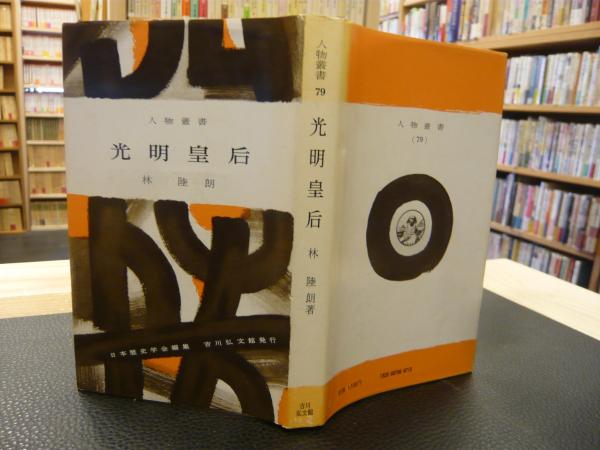 人物叢書
光明皇后
林 陸朗
日本歴史学会編集 吉川弘文館発行
人物叢書
79
光明皇后
林 陸朗著
吉川
弘文館
人物叢書
(79)